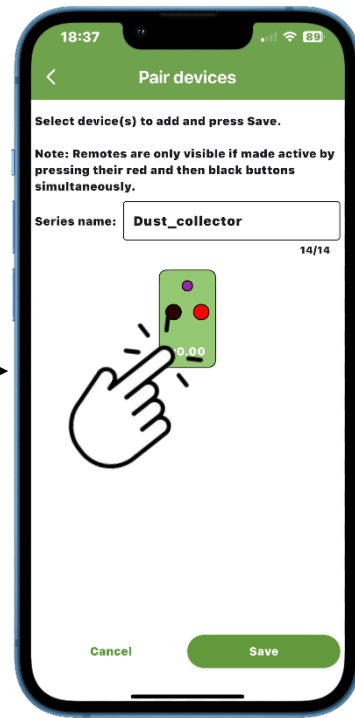 18:37
89
Pair devices
Select device(s) to add and press Save.
Note: Remotes are only visible if made active by
pressing their red and then black buttons
simultaneously.
Series name: Dust_collector
14/14
0.00
Cancel
Save